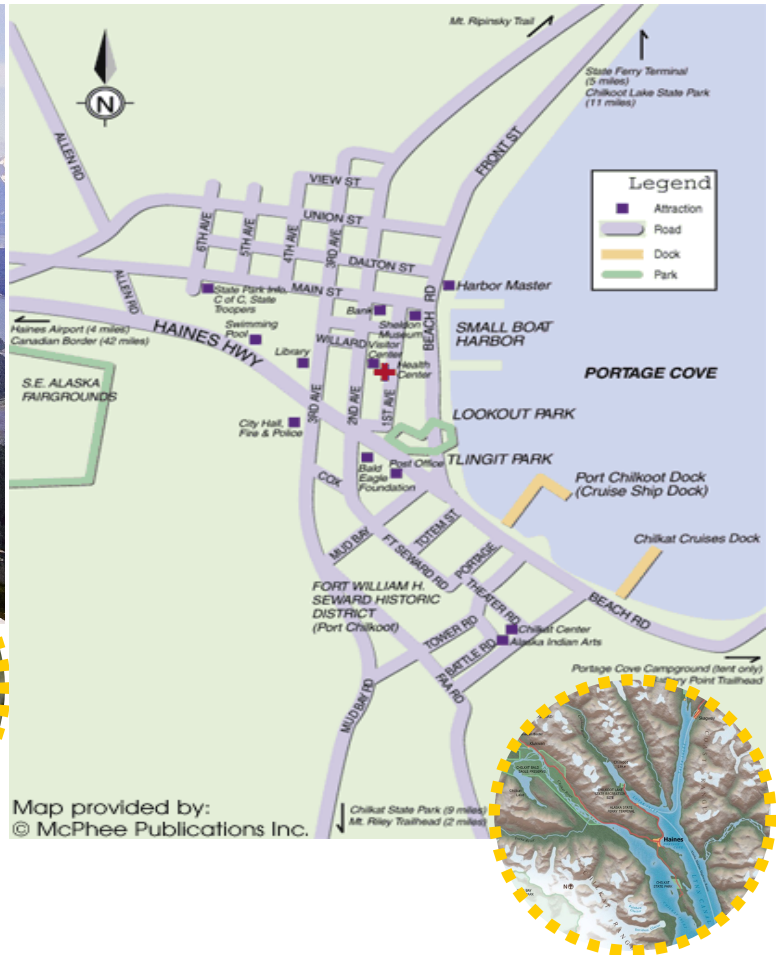 Mt. Ripinsky Trail
State Ferry Terminal
(5 miles)
Chilkoot Lake State Park
(11 miles)
N
ALLEN RD
FRONT ST
Legend
Attraction
Road
Dock
Park
VIEW ST
UNION ST
6TH AVE
5TH AVE
4TH AVE
3RD AVE
DALTON ST
MAIN ST
ALLEN RD
State Park Info,
C of C, State
Troopers
Harbor Master
Bank
Sheldon
Museum
BEACH RD
SMALL BOAT
HARBOR
Haines Airport (4 miles)
Canadian Border (42 miles)
HAINES HWY
Swimming
Pool
WILLARD
Visitor
Center
Library
Health
Center
PORTAGE COVE
S.E. ALASKA
FAIRGROUNDS
3RD AVE
2ND AVE
1ST AVE
LOOKOUT PARK
City Hall,
Fire & Police
TLINGIT PARK
Post Office
Bald
Eagle
Foundation
COX
Port Chilkoot Dock
(Cruise Ship Dock)
MUD BAY
TOTEM ST
FT SEWARD RD
PORTAGE
Chilkat Cruises Dock
FORT WILLIAM H.
SEWARD HISTORIC
DISTRICT
(Port Chilkoot)
THEATER RD
BEACH RD
TOWER RD
Chilkat Center
Alaska Indian Arts
BATTLE RD
FAA RD
MUD BAY RD
Portage Cove Campground (tent only)
Trailhead
Map provided by:
© McPhee Publications Inc.
Chilkat State Park (9 miles)
Mt. Riley Trailhead (2 miles)
Haines
N